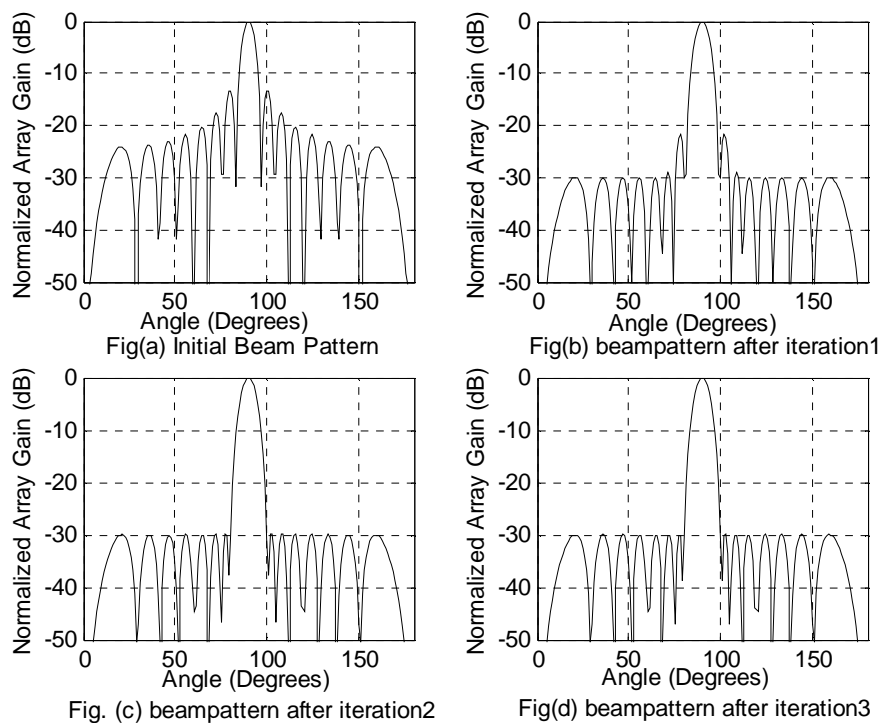 0
-10
-20
-30
-40
-50
Normalized Array Gain (dB)
0 50 100 150
Angle (Degrees)
Fig(a) Initial Beam Pattern
0
-10
-20
-30
-40
-50
Normalized Array Gain (dB)
0 50 100 150
Angle (Degrees)
Fig(b) beampattern after iteration1
0
-10
-20
-30
-40
-50
Normalized Array Gain (dB)
0 50 100 150
Angle (Degrees)
Fig. (c) beampattern after iteration2
0
-10
-20
-30
-40
-50
Normalized Array Gain (dB)
0 50 100 150
Angle (Degrees)
Fig(d) beampattern after iteration3